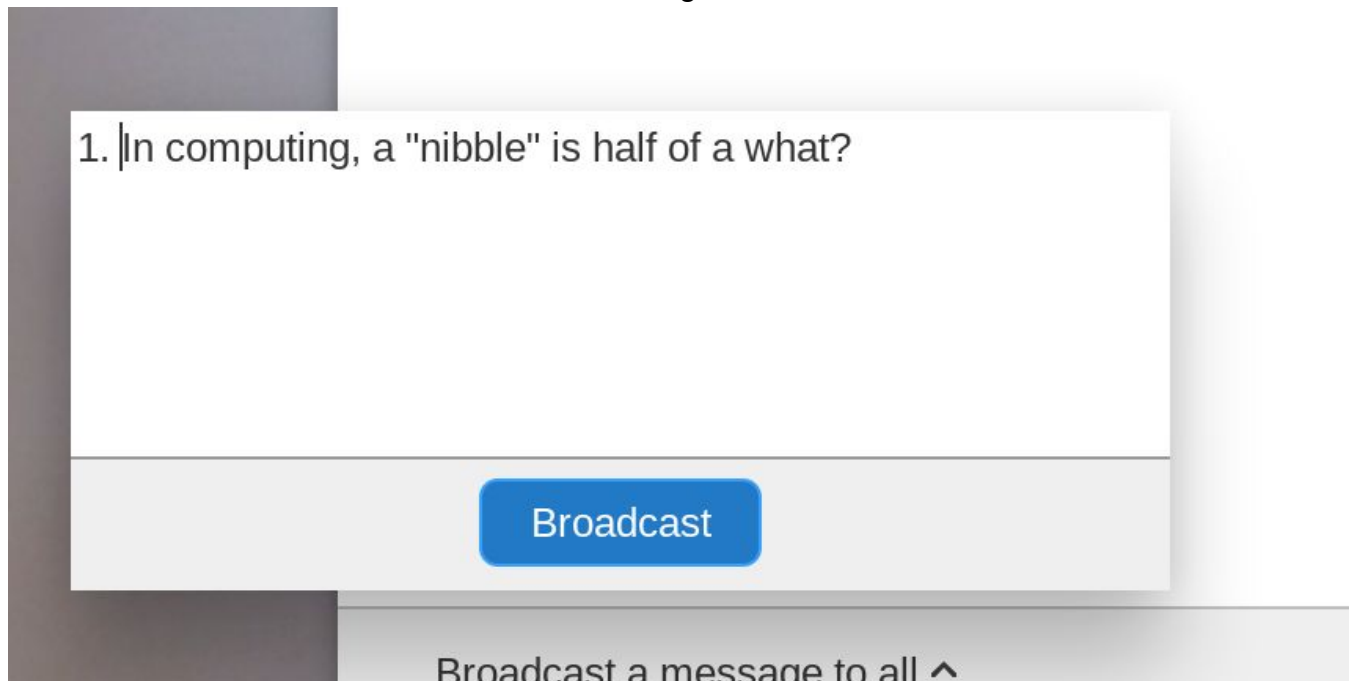 1. In computing, a "nibble" is half of a what?
Broadcast
Broadcast a message to all